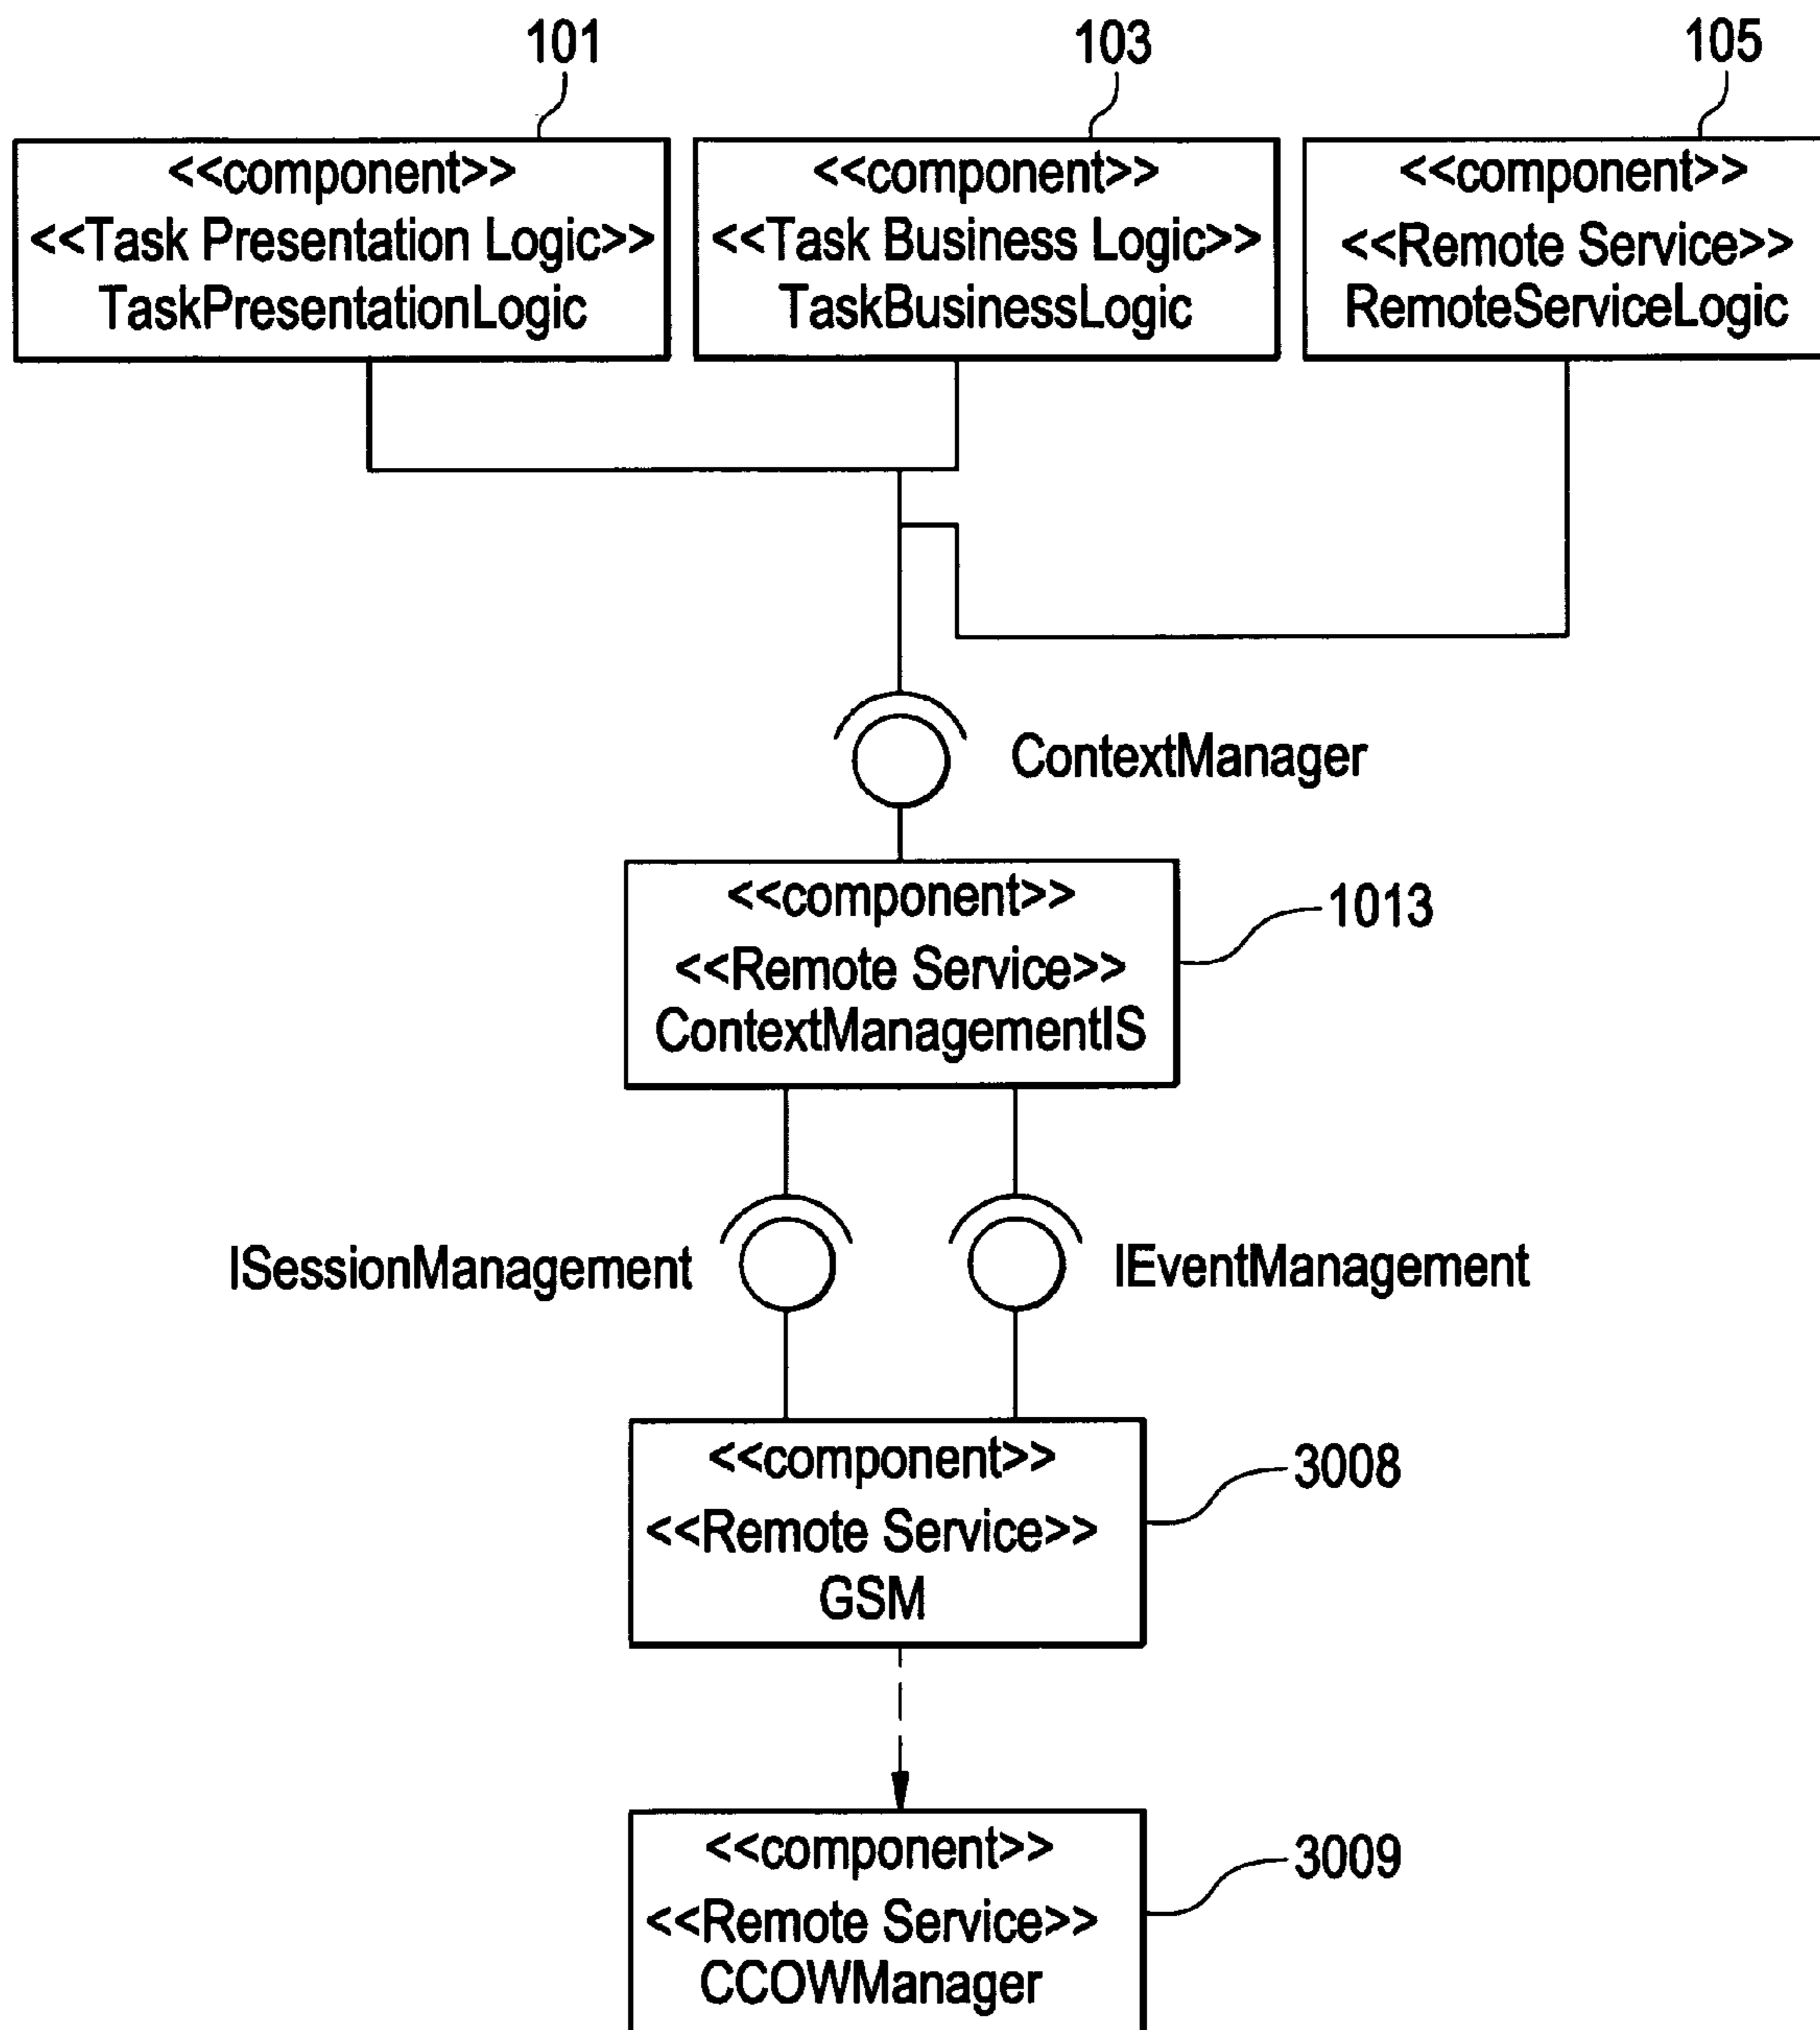 101
103
105
<<component>>
<<Task Presentation Logic>>
TaskPresentationLogic
<<component>>
<<Task Business Logic>>
TaskBusinessLogic
<<component>>
<<Remote Service>>
RemoteServiceLogic
ContextManager
<<component>>
<<Remote Service>>
ContextManagementIS
1013
ISessionManagement
IEventManagement
<<component>>
<<Remote Service>>
GSM
3008
<<component>>
<<Remote Service>>
CCOWManager
3009